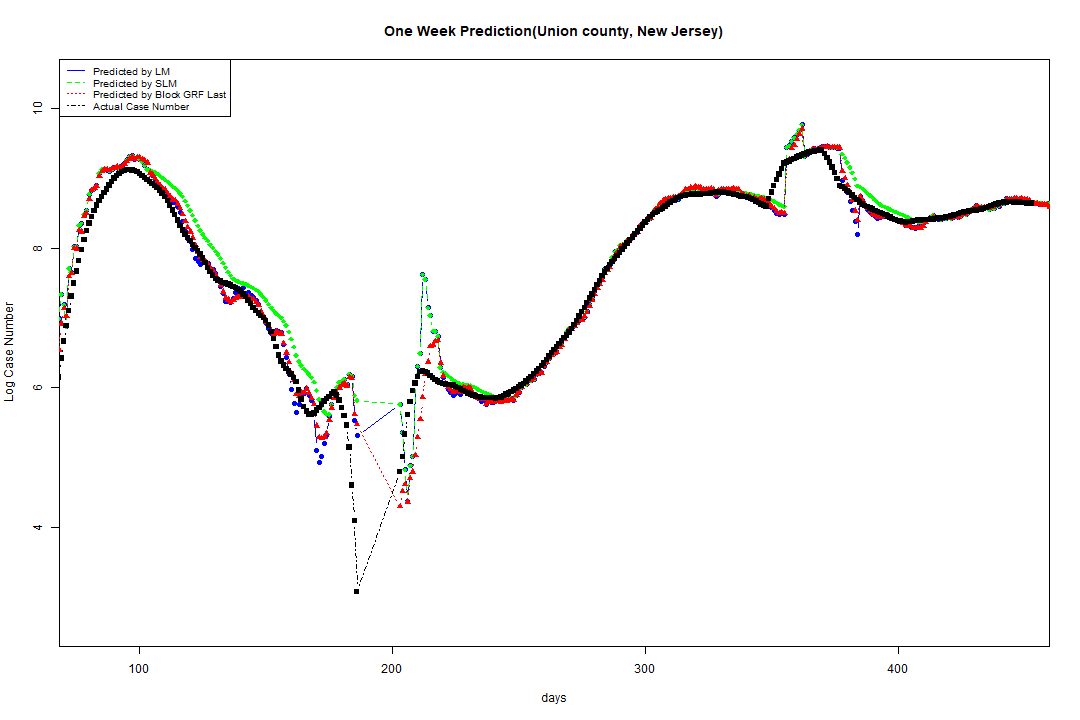 One Week Prediction(Union county, New Jersey)
Predicted by LM
Predicted by SLM
Predicted by Block GRF Last
Actual Case Number
10
8
6
4
Log Case Number
100 200 300 400
days